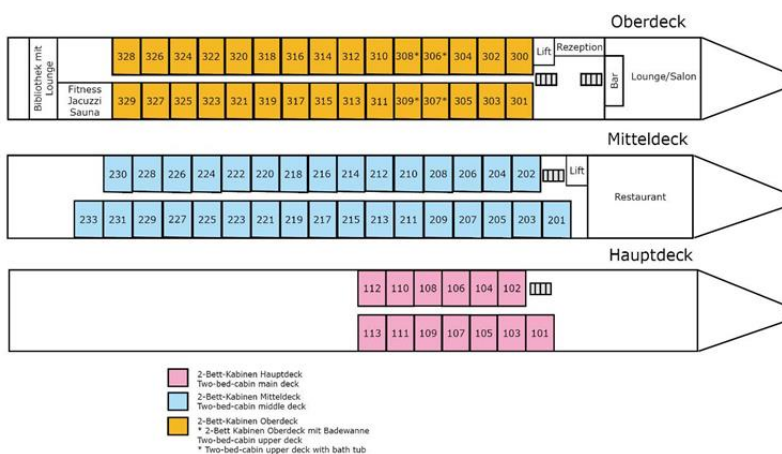 Oberdeck
Bibliothek mit
Lounge
328 326 324 322 320 318 316 314 312 310 308* 306* 304 302 300
Lift
Rezeption
Fitness
Jacuzzi
Sauna
329 327 325 323 321 319 317 315 313 311 309* 307* 305 303 301
Bar
Lounge/Salon
Mitteldeck
230 228 226 224 222 220 218 216 214 212 210 208 206 204 202
Lift
Restaurant
233 231 229 227 225 223 221 219 217 215 213 211 209 207 205 203 201
Hauptdeck
112 110 108 106 104 102
113 111 109 107 105 103 101
2-Bett-Kabinen Hauptdeck
Two-bed-cabin main deck
2-Bett-Kabinen Mitteldeck
Two-bed-cabin middle deck
2-Bett-Kabinen Oberdeck
* 2-Bett Kabinen Oberdeck mit Badewanne
Two-bed-cabin upper deck
* Two-bed-cabin upper deck with bath tub